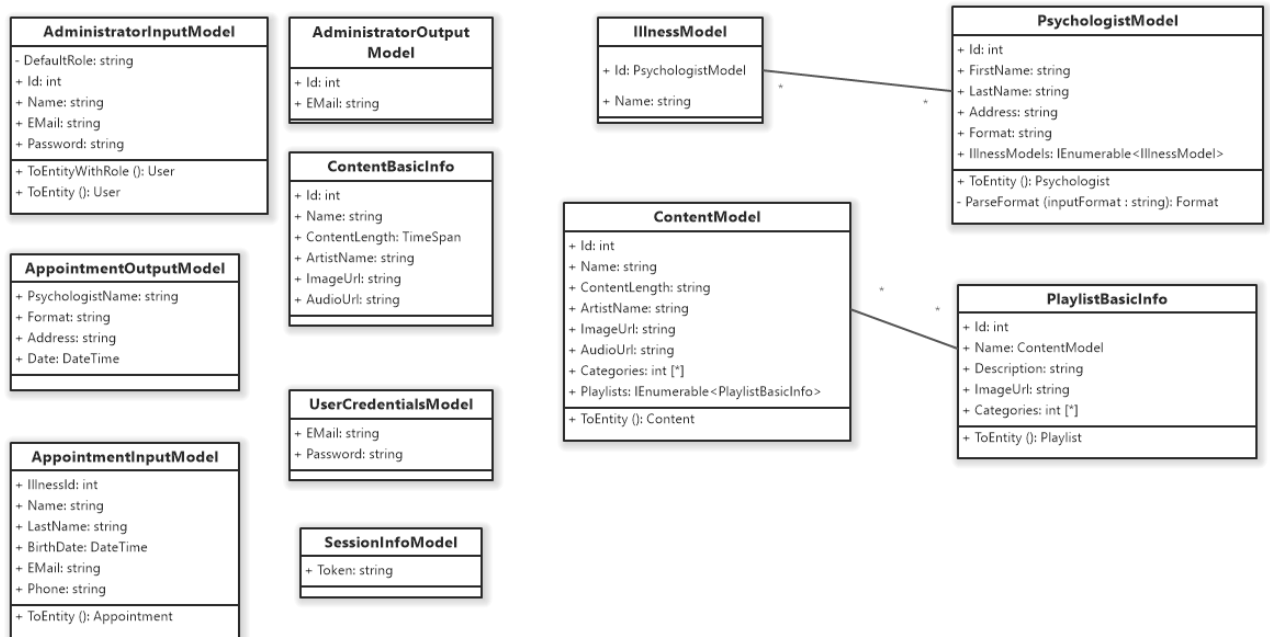 AdministratorInputModel
- DefaultRole: string
+ Id: int
+ Name: string
+ EMail: string
+ Password: string
+ ToEntityWithRole (): User
+ ToEntity (): User
AdministratorOutput
Model
+ Id: int
+ EMail: string
IllnessModel
+ Id: PsychologistModel
+ Name: string
*
*
PsychologistModel
+ Id: int
+ FirstName: string
+ LastName: string
+ Address: string
+ Format: string
+ IllnessModels: IEnumerable<IllnessModel>
+ ToEntity (): Psychologist
- ParseFormat (inputFormat : string): Format
ContentBasicInfo
+ Id: int
+ Name: string
+ ContentLength: TimeSpan
+ ArtistName: string
+ ImageUrl: string
+ AudioUrl: string
ContentModel
+ Id: int
+ Name: string
+ ContentLength: string
+ ArtistName: string
+ ImageUrl: string
+ AudioUrl: string
+ Categories: int [*]
+ Playlists: IEnumerable<PlaylistBasicInfo>
+ ToEntity (): Content
*
*
PlaylistBasicInfo
+ Id: int
+ Name: ContentModel
+ Description: string
+ ImageUrl: string
+ Categories: int [*]
+ ToEntity (): Playlist
AppointmentOutputModel
+ PsychologistName: string
+ Format: string
+ Address: string
+ Date: DateTime
UserCredentialsModel
+ EMail: string
+ Password: string
AppointmentInputModel
+ IllnessId: int
+ Name: string
+ LastName: string
+ BirthDate: DateTime
+ EMail: string
+ Phone: string
+ ToEntity (): Appointment
SessionInfoModel
+ Token: string